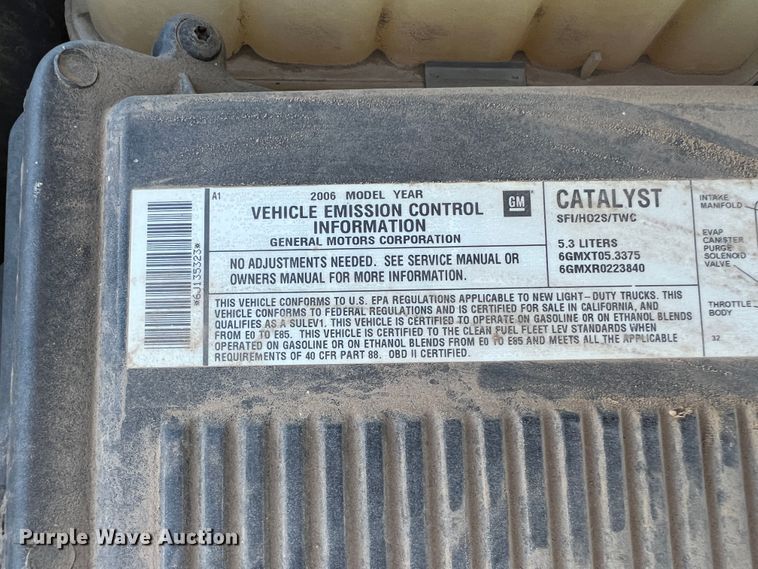 *6J135323*
A1
2006 MODEL YEAR
VEHICLE EMISSION CONTROL
INFORMATION
GENERAL MOTORS CORPORATION
GM
NO ADJUSTMENTS NEEDED. SEE SERVICE MANUAL OR
OWNERS MANUAL FOR MORE INFORMATION.
CATALYST
SFI/HO2S/TWC
5.3 LITERS
6GMXT05.3375
6GMXR0223840
THIS VEHICLE CONFORMS TO U.S. EPA REGULATIONS APPLICABLE TO NEW LIGHT-DUTY TRUCKS. THIS
VEHICLE CONFORMS TO FEDERAL REGULATIONS AND IS CERTIFIED FOR SALE IN CALIFORNIA, AND
QUALIFIES AS A SULEV1. THIS VEHICLE IS CERTIFIED TO OPERATE ON GASOLINE OR ON ETHANOL BLENDS
FROM E0 TO E85. THIS VEHICLE IS CERTIFIED TO THE CLEAN FUEL FLEET LEV STANDARDS WHEN
OPERATED ON GASOLINE OR ON ETHANOL BLENDS FROM E0 TO E85 AND MEETS ALL THE APPLICABLE
REQUIREMENTS OF 40 CFR PART 88. OBD II CERTIFIED.
INTAKE
MANIFOLD
EVAP
CANISTER
PURGE
SOLENOID
VALVE
THROTTLE
BODY
32
Purple Wave Auction